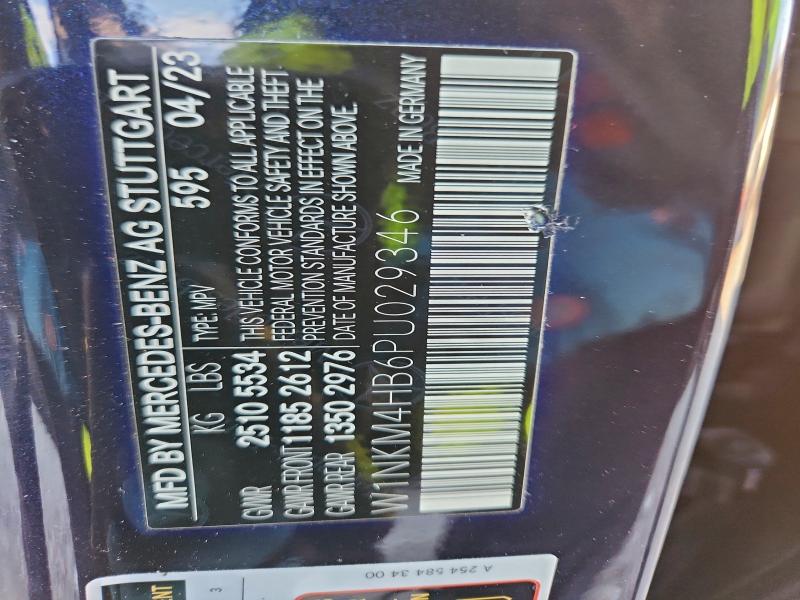 MFD BY MERCEDES-BENZ AG STUTTGART
KG LBS TYPE: MPV 595 04/23
GMR 2510 5534
GAWR FRONT 1185 2612
GAWR REAR 1350 2976
THIS VEHICLE CONFORMS TO ALL APPLICABLE
FEDERAL MOTOR VEHICLE SAFETY AND THEFT
PREVENTION STANDARDS IN EFFECT ON THE
DATE OF MANUFACTURE SHOWN ABOVE.
W1NKM4HB6PU029346 MADE IN GERMANY
A 254 584 34 00
3